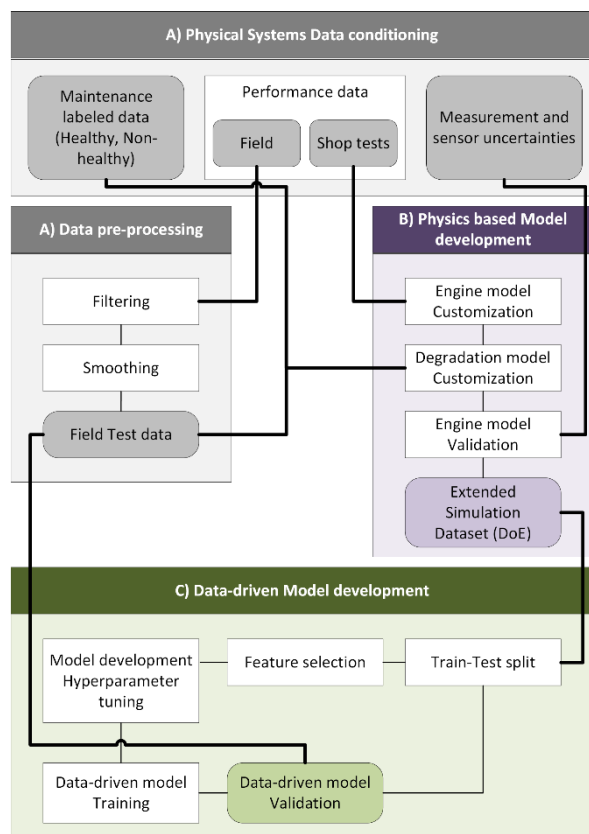 A) Physical Systems Data conditioning
Maintenance
labeled data
(Healthy, Non-
healthy)
Performance data
Field
Shop tests
Measurement and
sensor uncertainties
A) Data pre-processing
Filtering
Smoothing
Field Test data
B) Physics based Model
development
Engine model
Customization
Degradation model
Customization
Engine model
Validation
Extended
Simulation
Dataset (DoE)
C) Data-driven Model development
Model development
Hyperparameter
tuning
Feature selection
Train-Test split
Data-driven model
Training
Data-driven model
Validation